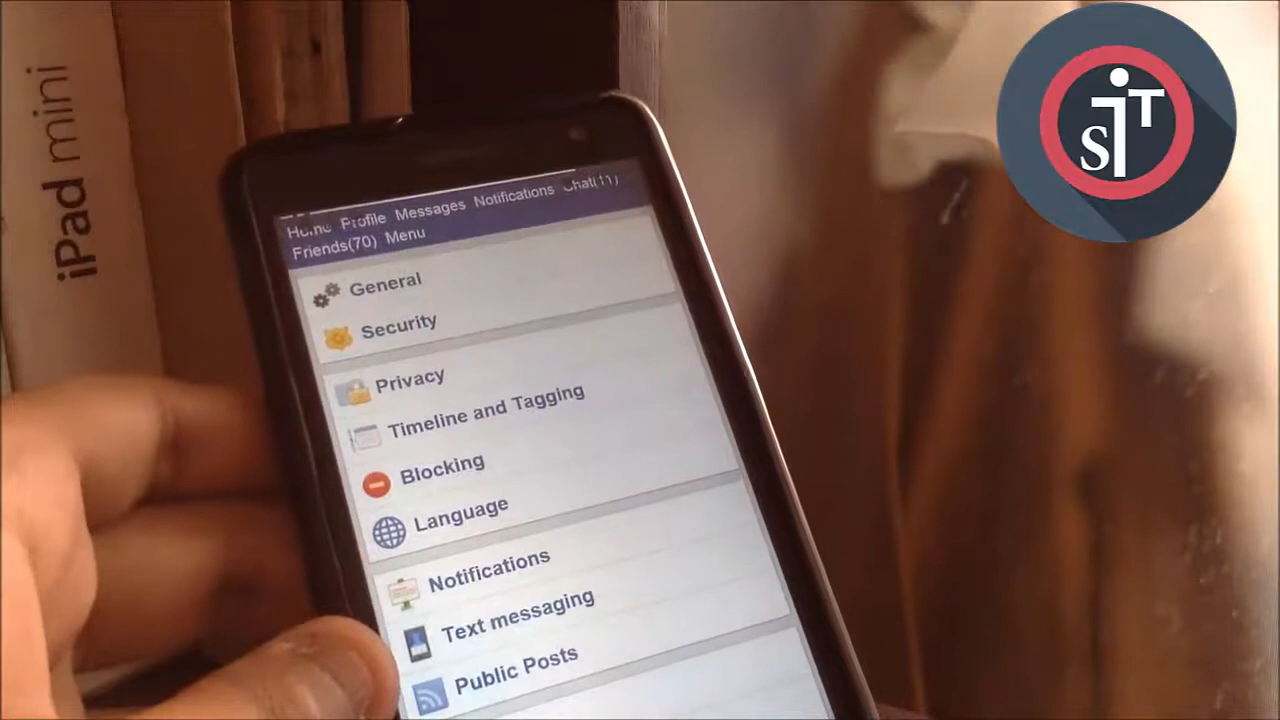 iPad mini
SiT
Home Profile Messages Notifications Chat(11)
Friends(70) Menu
General
Security
Privacy
Timeline and Tagging
Blocking
Language
Notifications
Text messaging
Public Posts